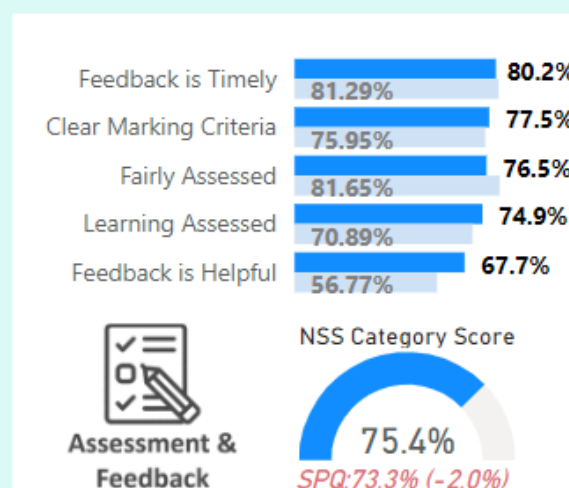 Feedback is Timely 80.2%
81.29%
Clear Marking Criteria 77.5%
75.95%
Fairly Assessed 76.5%
81.65%
Learning Assessed 74.9%
70.89%
Feedback is Helpful 67.7%
56.77%
NSS Category Score
75.4%
SPQ:73.3% (-2.0%)
Assessment &
Feedback